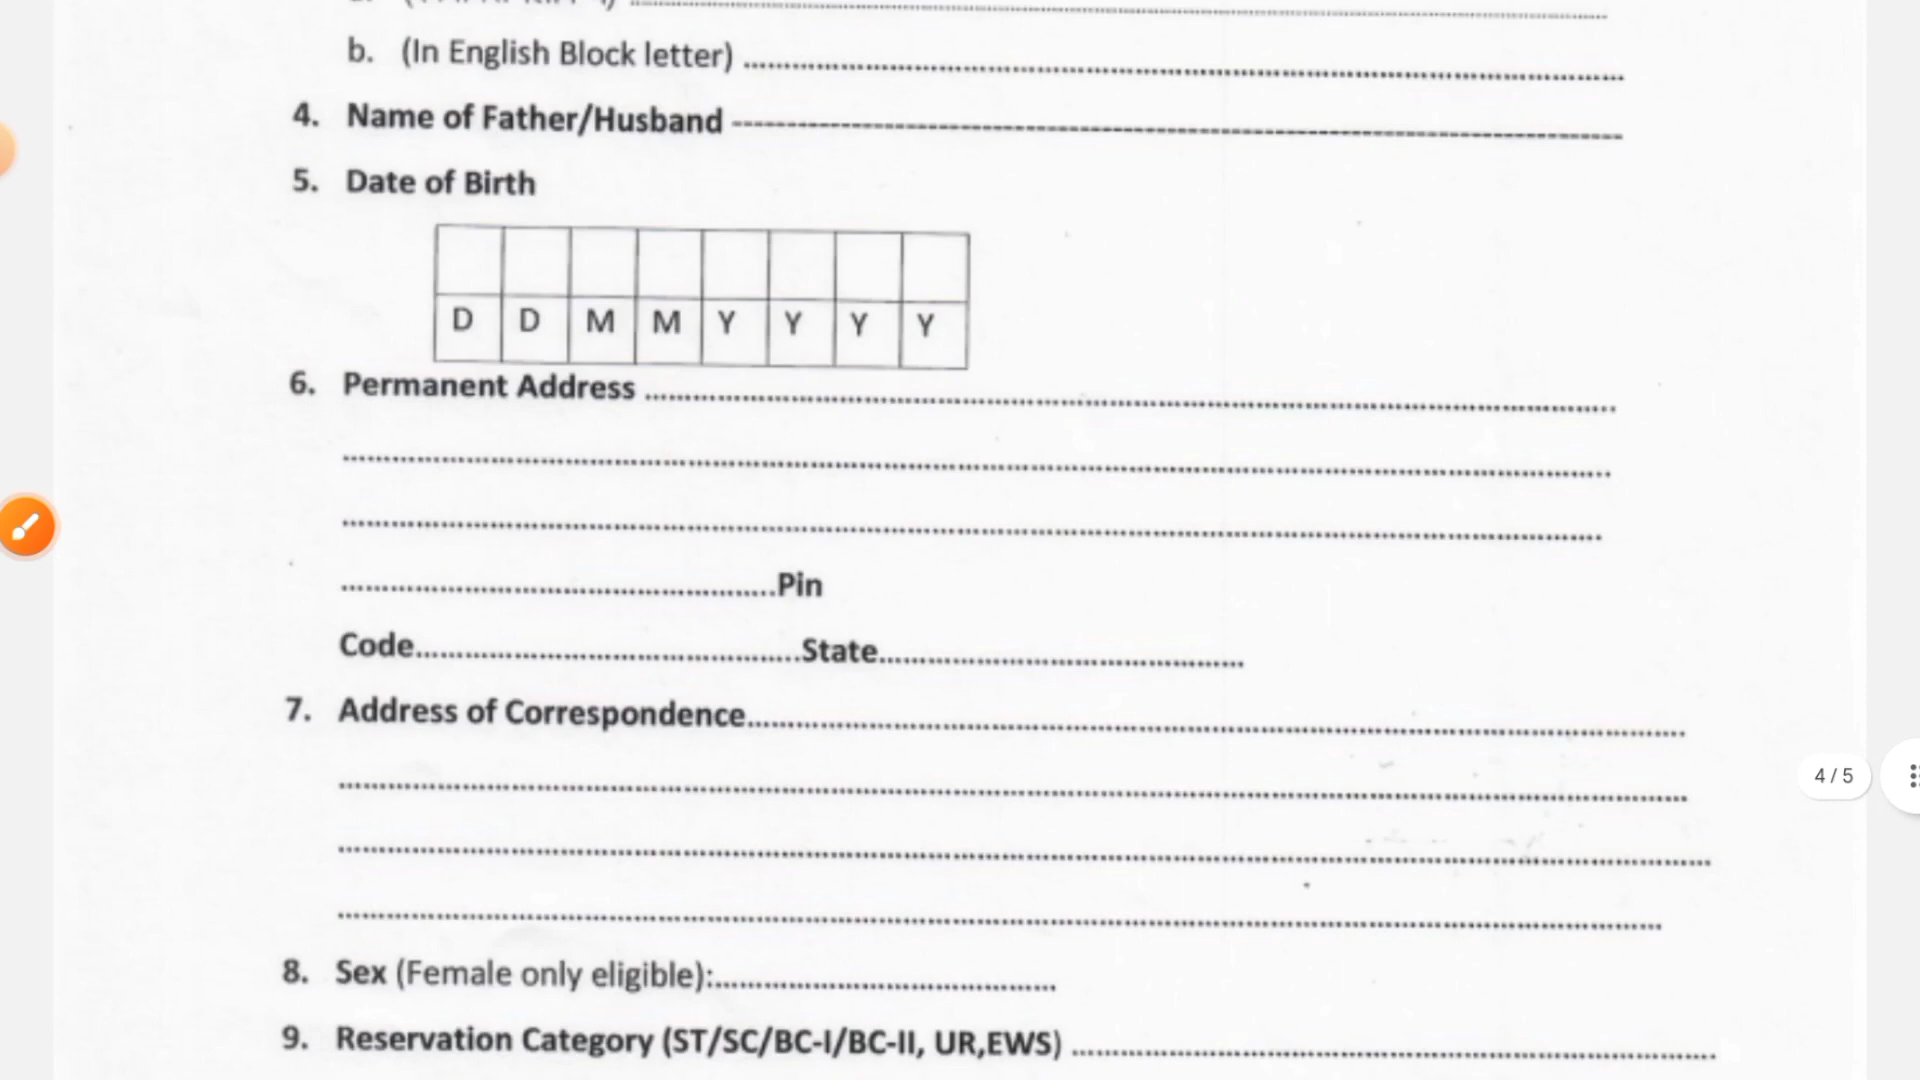 b. (In English Block letter) ........................................
4. Name of Father/Husband ----------------------------------------
5. Date of Birth
D D M M Y Y Y Y
6. Permanent Address ........................................
........................................
........................................
........................................Pin
Code........................................State........................................
7. Address of Correspondence........................................
........................................
........................................
........................................
4 / 5
8. Sex (Female only eligible):........................................
9. Reservation Category (ST/SC/BC-I/BC-II, UR,EWS) ........................................